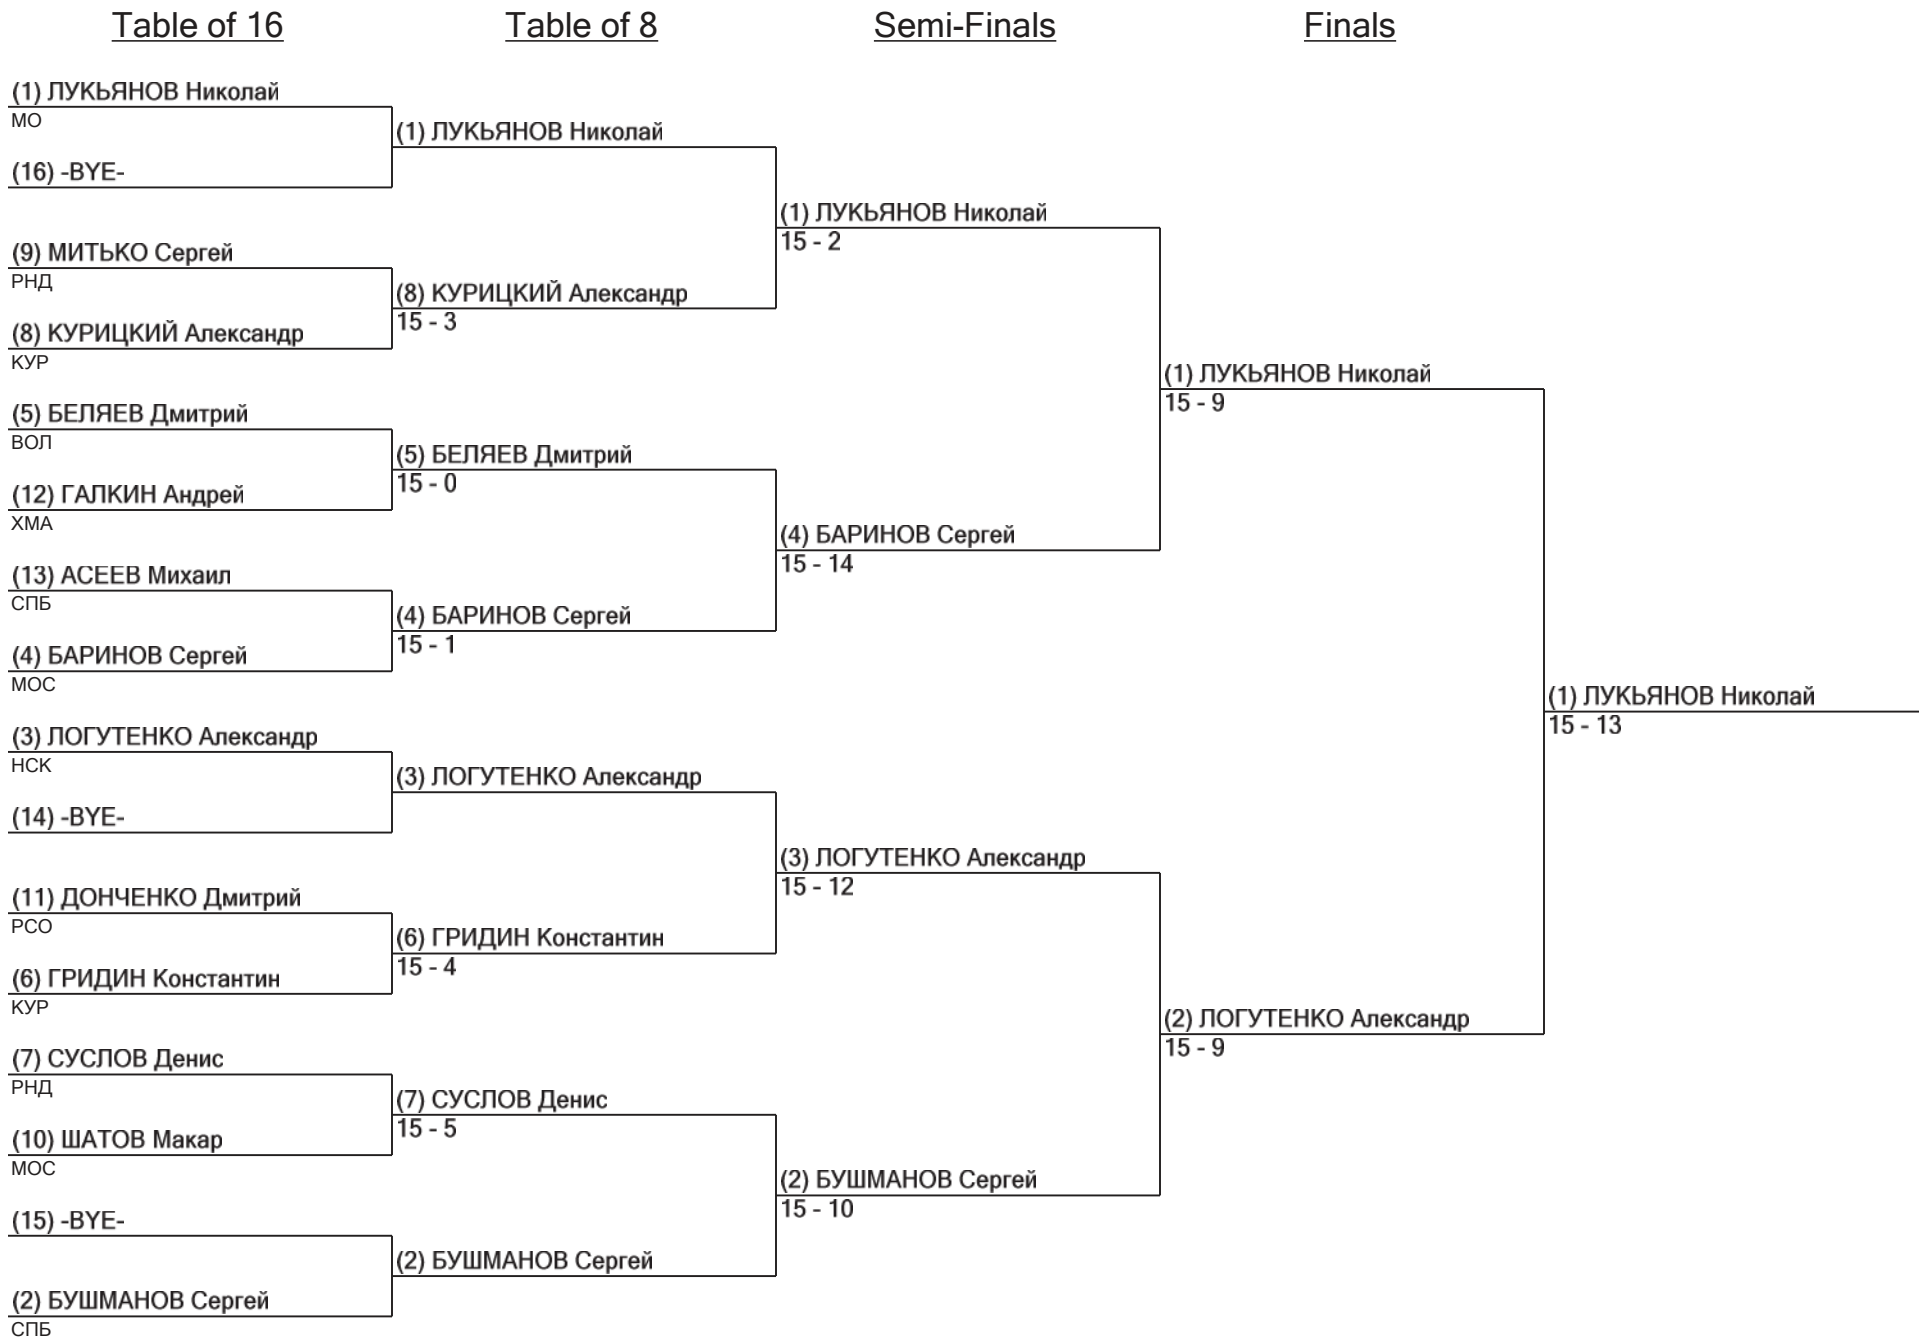 Table of 16
Table of 8
Semi-Finals
Finals
(1) ЛУКЬЯНОВ Николай
МО
(16) -BYE-
(9) МИТЬКО Сергей
РНД
(8) КУРИЦКИЙ Александр
КУР
(5) БЕЛЯЕВ Дмитрий
ВОЛ
(12) ГАЛКИН Андрей
ХМА
(13) АСЕЕВ Михаил
СПБ
(4) БАРИНОВ Сергей
МОС
(3) ЛОГУТЕНКО Александр
НСК
(14) -BYE-
(11) ДОНЧЕНКО Дмитрий
РСО
(6) ГРИДИН Константин
КУР
(7) СУСЛОВ Денис
РНД
(10) ШАТОВ Макар
МОС
(15) -BYE-
(2) БУШМАНОВ Сергей
СПБ
(1) ЛУКЬЯНОВ Николай
(8) КУРИЦКИЙ Александр
15 - 3
(5) БЕЛЯЕВ Дмитрий
15 - 0
(4) БАРИНОВ Сергей
15 - 1
(3) ЛОГУТЕНКО Александр
(6) ГРИДИН Константин
15 - 4
(7) СУСЛОВ Денис
15 - 5
(2) БУШМАНОВ Сергей
(1) ЛУКЬЯНОВ Николай
15 - 2
(4) БАРИНОВ Сергей
15 - 14
(3) ЛОГУТЕНКО Александр
15 - 12
(2) БУШМАНОВ Сергей
15 - 10
(1) ЛУКЬЯНОВ Николай
15 - 9
(2) ЛОГУТЕНКО Александр
15 - 9
(1) ЛУКЬЯНОВ Николай
15 - 13